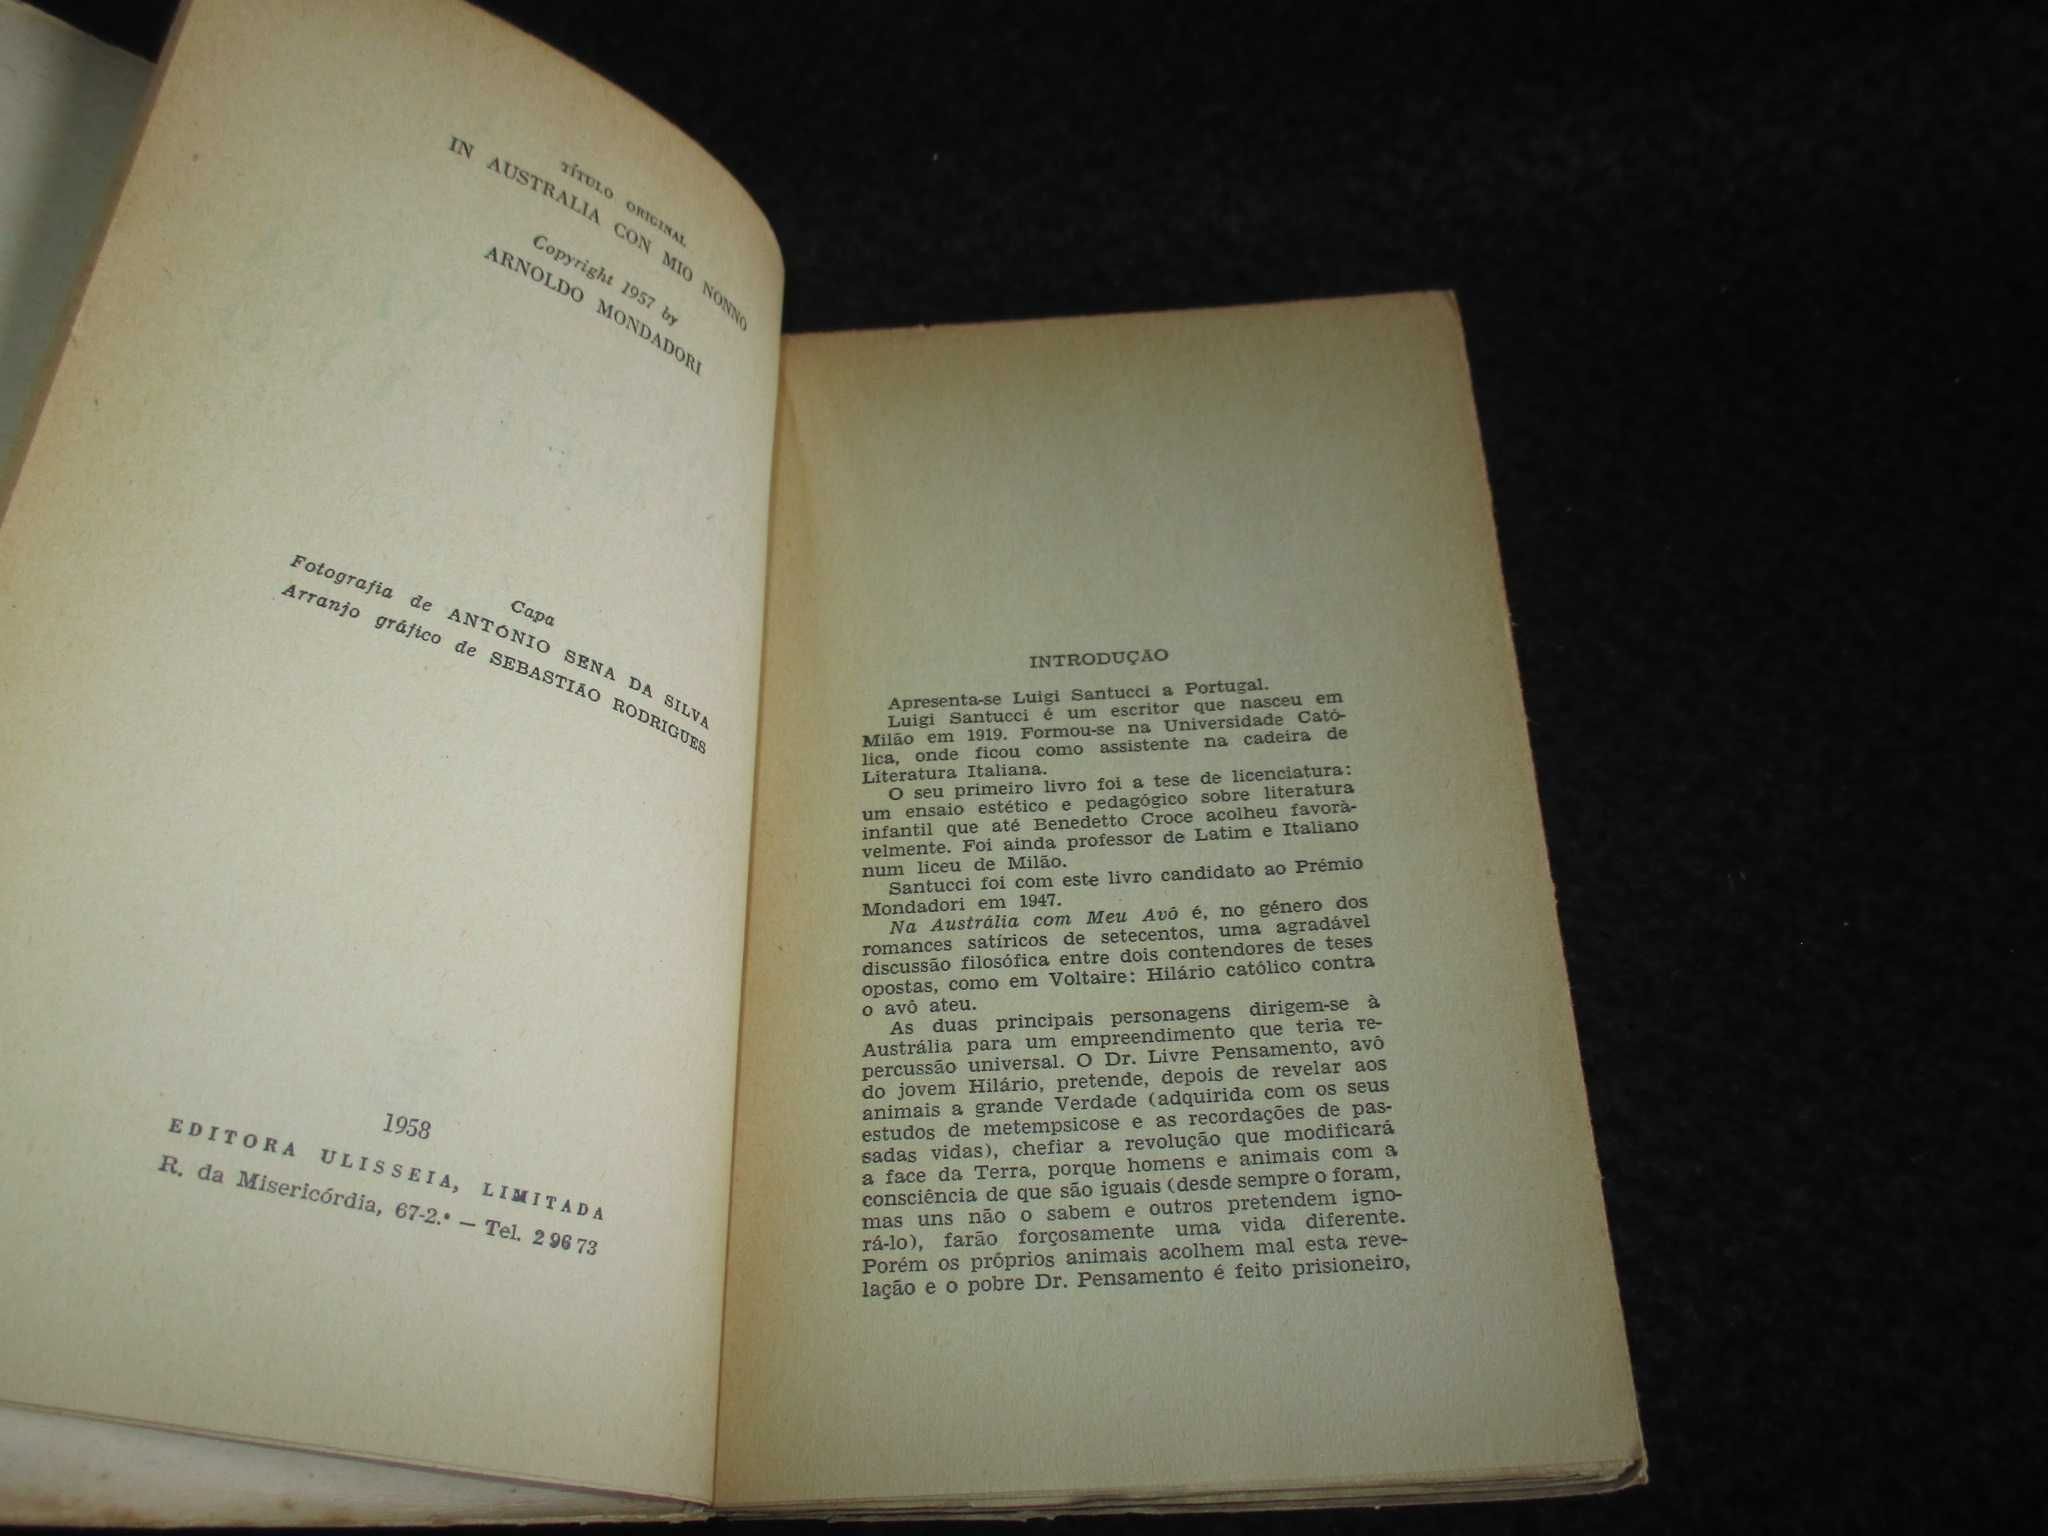 TÍTULO ORIGINAL
IN AUSTRALIA CON MIO NONNO
Copyright 1957 by
ARNOLDO MONDADORI
Capa
Fotografia de ANTÓNIO SENA DA SILVA
Arranjo gráfico de SEBASTIÃO RODRIGUES
1958
EDITORA ULISSEIA, LIMITADA
R. da Misericórdia, 67-2.º — Tel. 2 96 73
INTRODUÇÃO
Apresenta-se Luigi Santucci a Portugal.
Luigi Santucci é um escritor que nasceu em
Milão em 1919. Formou-se na Universidade Cató-
lica, onde ficou como assistente na cadeira de
Literatura Italiana.
O seu primeiro livro foi a tese de licenciatura:
um ensaio estético e pedagógico sobre literatura
infantil que até Benedetto Croce acolheu favorà-
velmente. Foi ainda professor de Latim e Italiano
num liceu de Milão.
Santucci foi com este livro candidato ao Prémio
Mondadori em 1947.
Na Austrália com Meu Avô é, no género dos
romances satíricos de setecentos, uma agradável
discussão filosófica entre dois contendores de teses
opostas, como em Voltaire: Hilário católico contra
o avô ateu.
As duas principais personagens dirigem-se à
Austrália para um empreendimento que teria re-
percussão universal. O Dr. Livre Pensamento, avô
do jovem Hilário, pretende, depois de revelar aos
animais a grande Verdade (adquirida com os seus
estudos de metempsicose e as recordações de pas-
sadas vidas), chefiar a revolução que modificará
a face da Terra, porque homens e animais com a
consciência de que são iguais (desde sempre o foram,
mas uns não o sabem e outros pretendem igno-
rá-lo), farão forçosamente uma vida diferente.
Porém os próprios animais acolhem mal esta reve-
lação e o pobre Dr. Pensamento é feito prisioneiro,